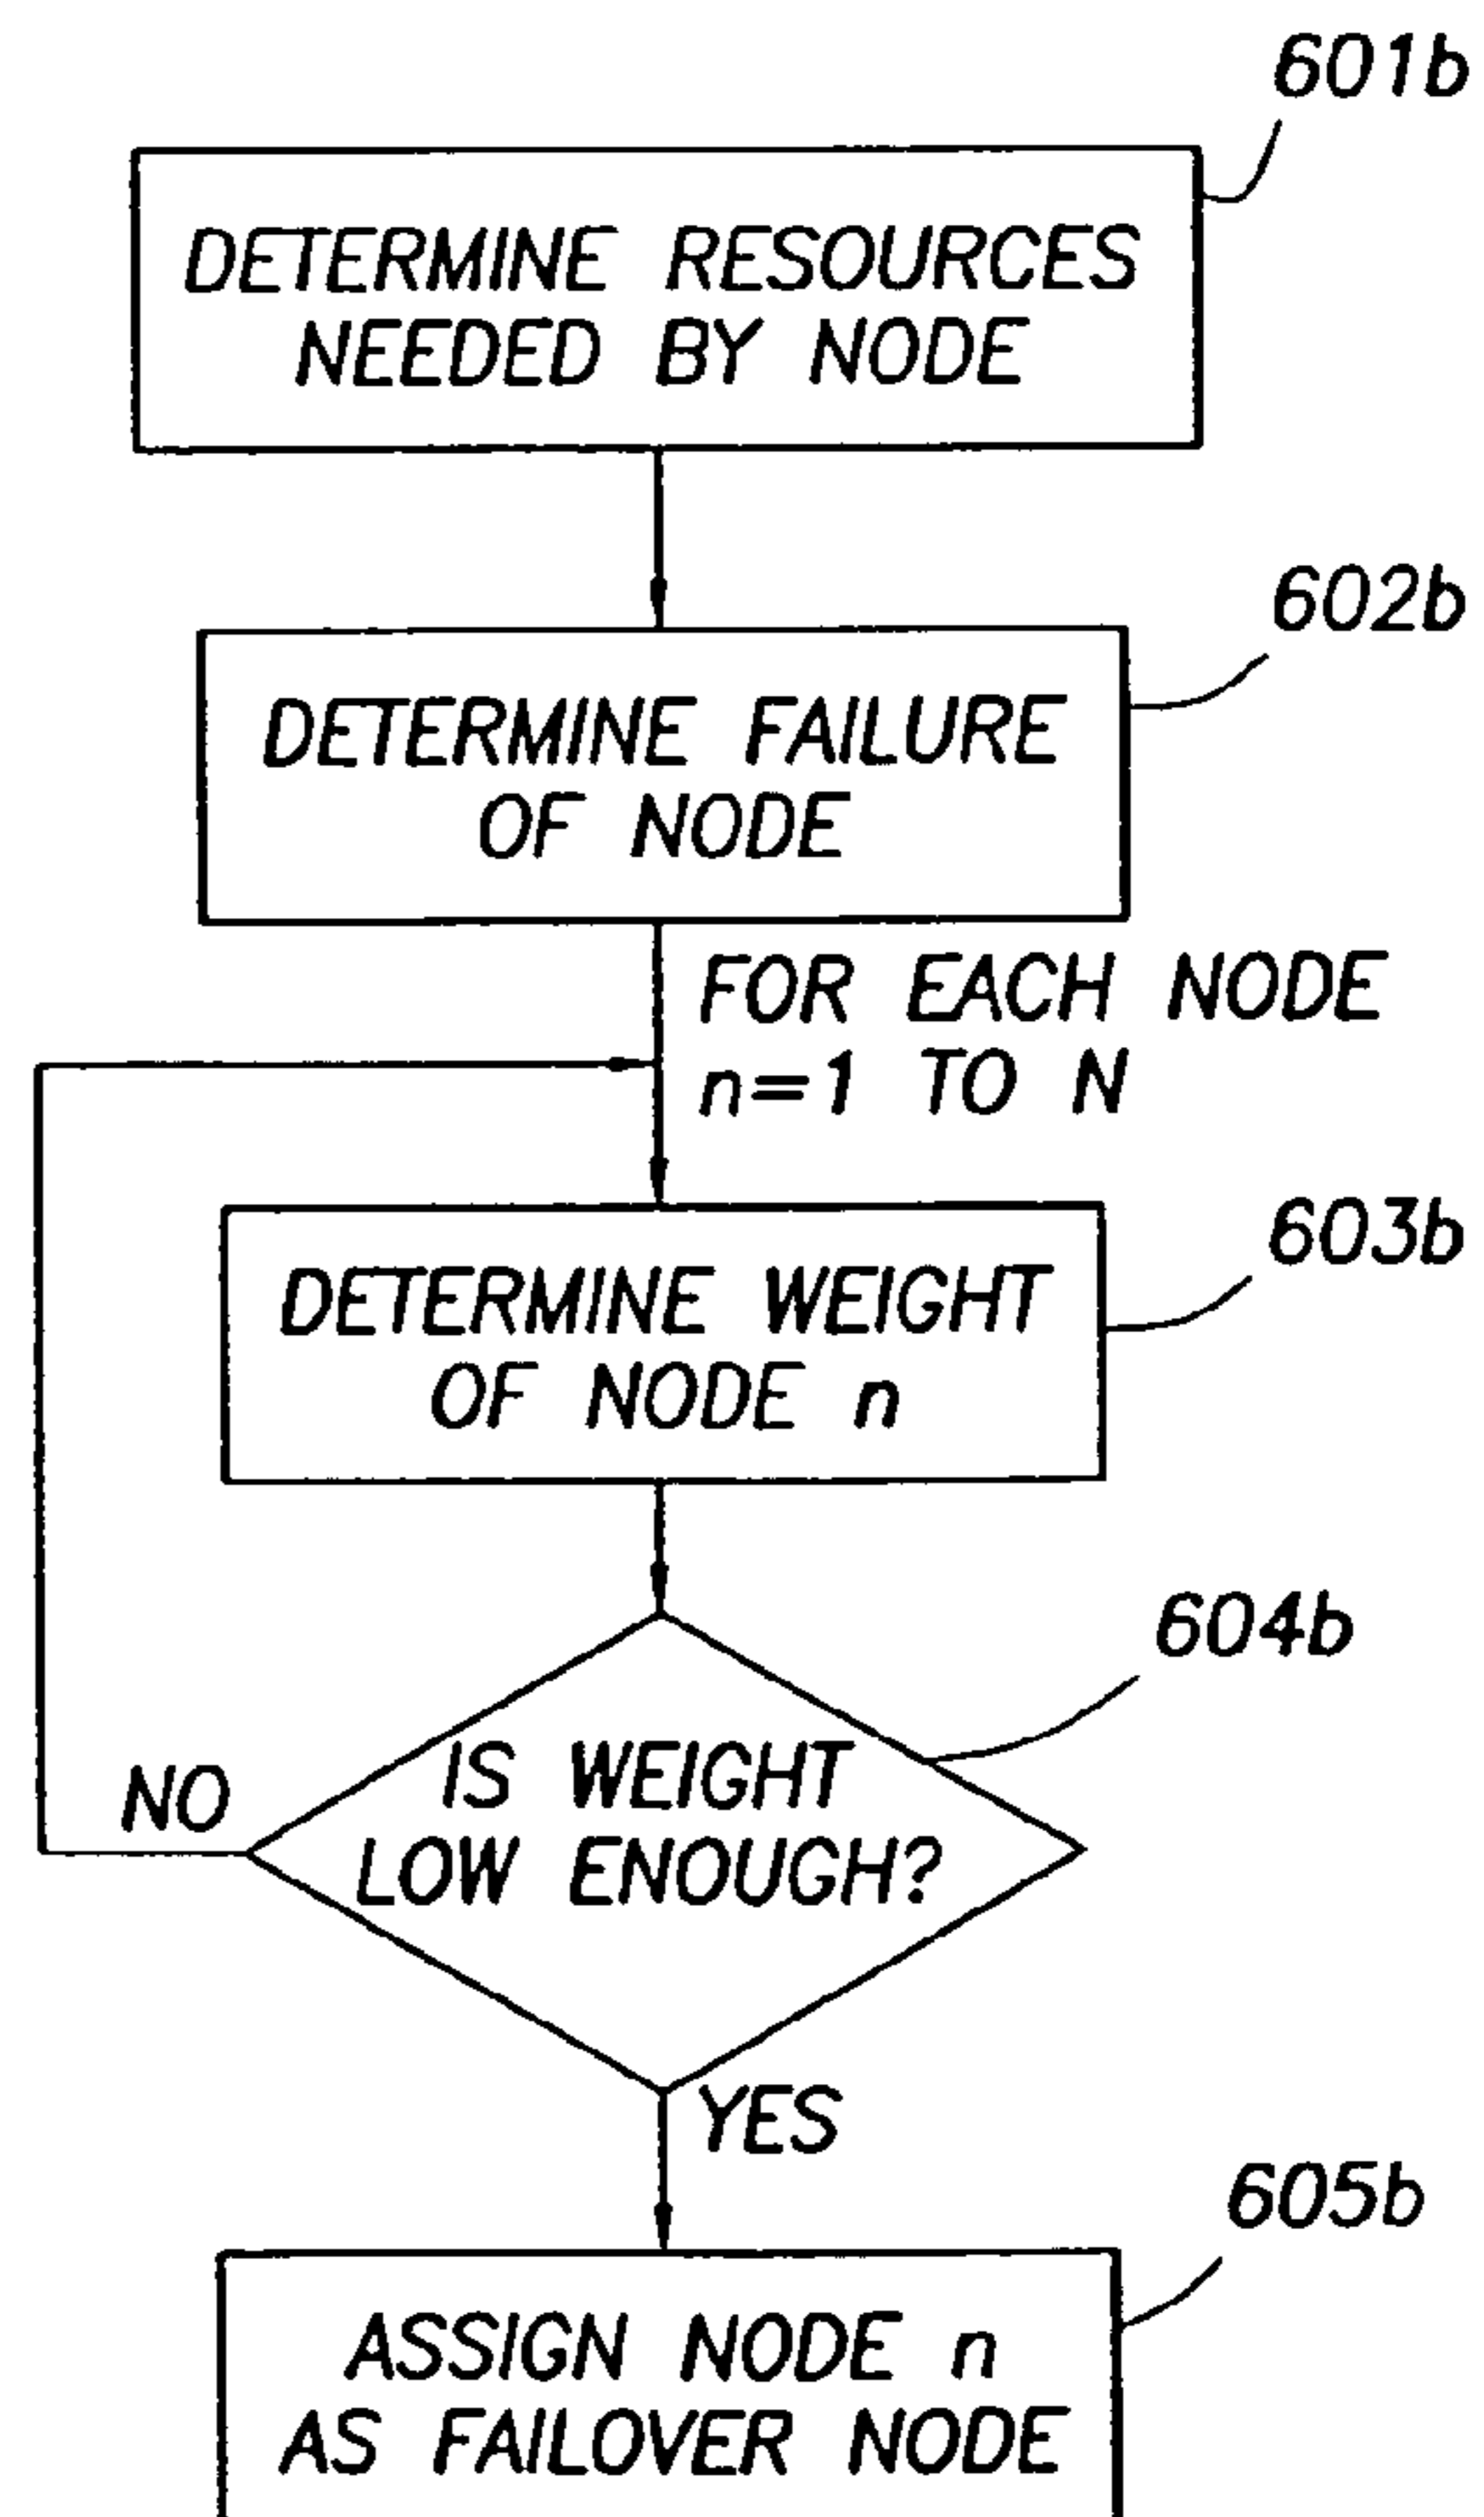 601b
DETERMINE RESOURCES
NEEDED BY NODE
602b
DETERMINE FAILURE
OF NODE
FOR EACH NODE
n=1 TO N
603b
DETERMINE WEIGHT
OF NODE n
604b
IS WEIGHT
LOW ENOUGH?
NO
YES
605b
ASSIGN NODE n
AS FAILOVER NODE